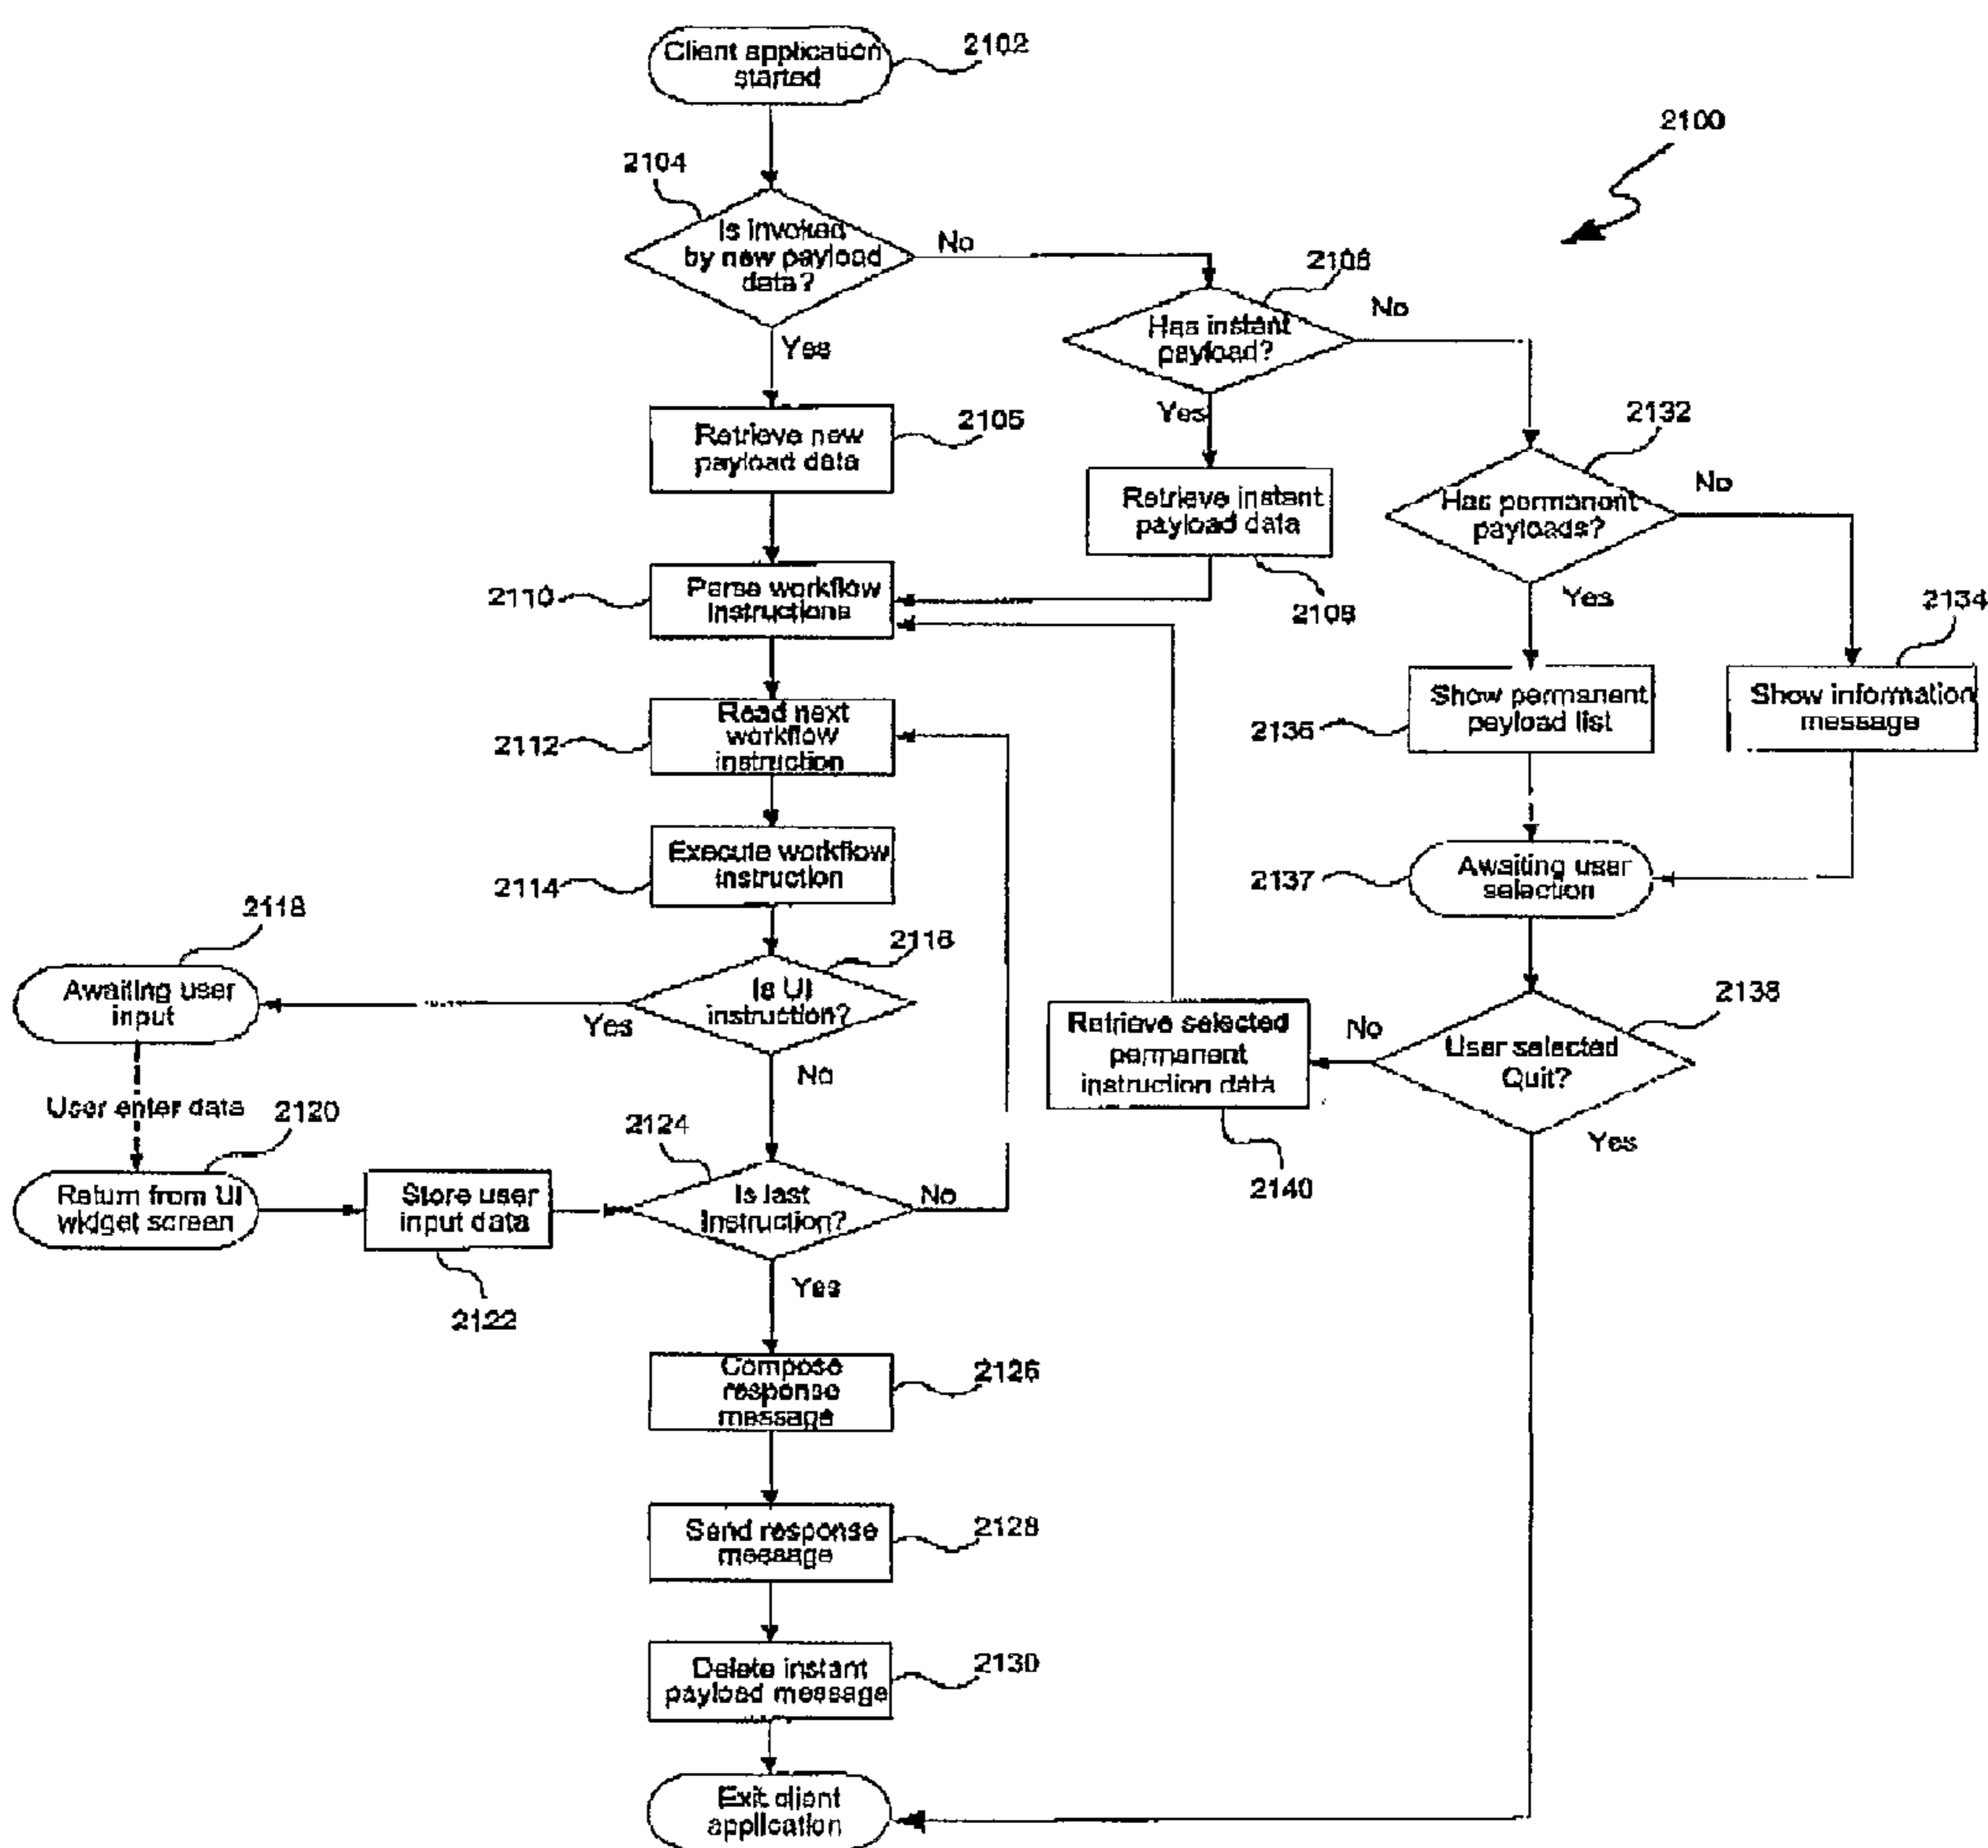 Client application
started
2102
2100
2104
Is invoked
by new payload
data?
No
Yes
2106
Has instant
payload?
No
Yes
Retrieve new
payload data
2105
2132
Has permanent
payloads?
No
Yes
Retrieve instant
payload data
2108
2110
Parse workflow
instructions
2134
Show information
message
2136
Show permanent
payload list
2112
Read next
workflow
instruction
2114
Execute workflow
instruction
2137
Awaiting user
selection
2118
Awaiting user
input
2116
Is UI
instruction?
Yes
No
2138
User selected
Quit?
No
Yes
Retrieve selected
permanent
instruction data
2140
User enter data
2120
Return from UI
widget screen
Store user
input data
2122
2124
Is last
instruction?
No
Yes
Compose
response
message
2126
Send response
message
2128
Delete instant
payload message
2130
Exit client
application